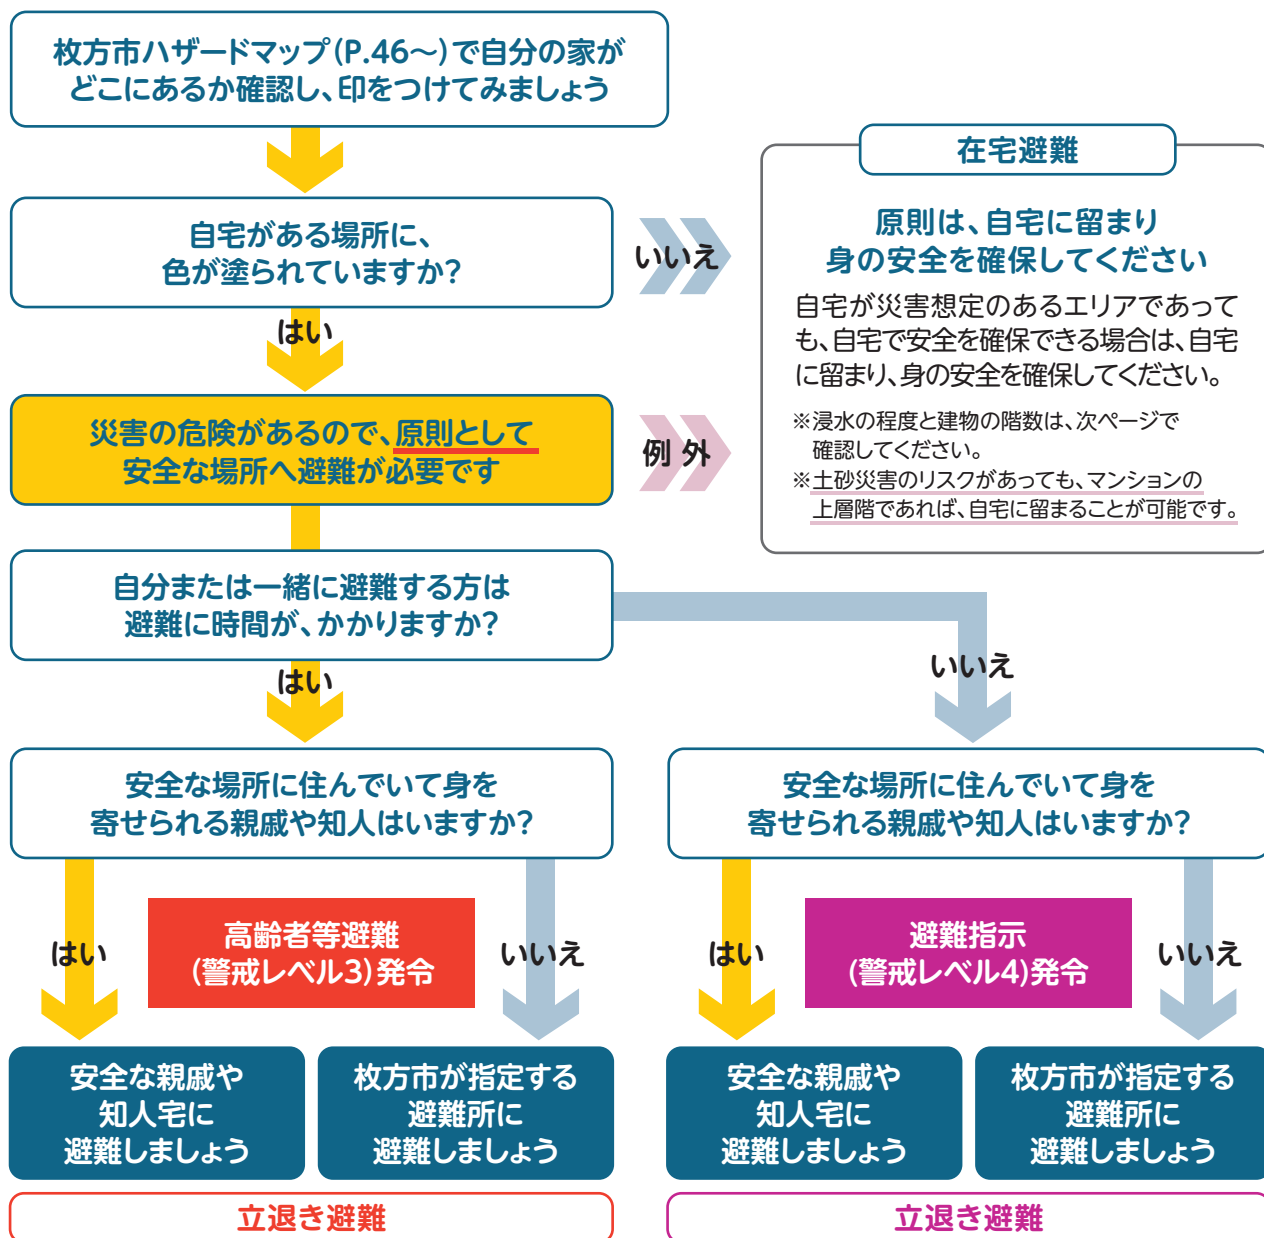 枚方市ハザードマップ(P.46〜)で自分の家が
どこにあるか確認し、印をつけてみましょう
自宅がある場所に、
色が塗られていますか?
いいえ
はい
在宅避難
原則は、自宅に留まり
身の安全を確保してください
自宅が災害想定のあるエリアであって
も、自宅で安全を確保できる場合は、自宅
に留まり、身の安全を確保してください。
※浸水の程度と建物の階数は、次ページで
確認してください。
※土砂災害のリスクがあっても、マンションの
上層階であれば、自宅に留まることが可能です。
災害の危険があるので、原則として
安全な場所へ避難が必要です
例外
自分または一緒に避難する方は
避難に時間が、かかりますか?
はい
いいえ
安全な場所に住んでいて身を
寄せられる親戚や知人はいますか?
はい
高齢者等避難
(警戒レベル3)発令
いいえ
安全な親戚や
知人宅に
避難しましょう
枚方市が指定する
避難所に
避難しましょう
立退き避難
安全な場所に住んでいて身を
寄せられる親戚や知人はいますか?
はい
避難指示
(警戒レベル4)発令
いいえ
安全な親戚や
知人宅に
避難しましょう
枚方市が指定する
避難所に
避難しましょう
立退き避難